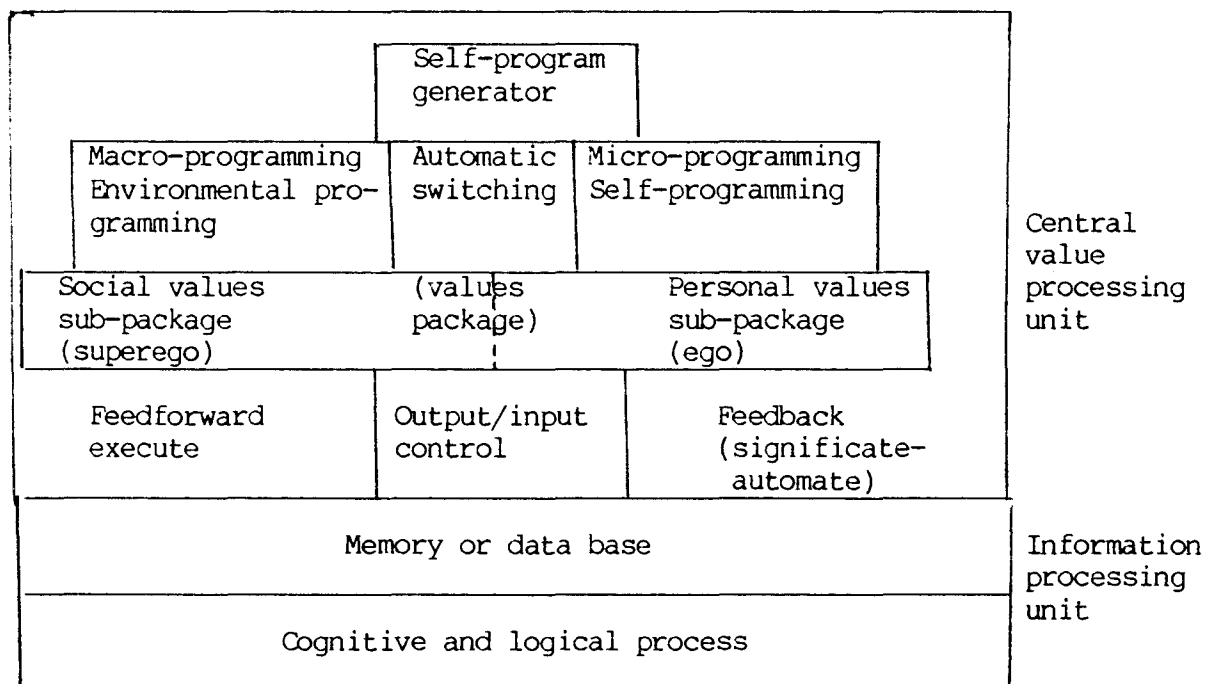 Self-program
generator
Macro-programming
Environmental pro-
gramming
Automatic
switching
Micro-programming
Self-programming
Social values
sub-package
(superego)
(values
package)
Personal values
sub-package
(ego)
Feedforward
execute
Output/input
control
Feedback
(significate-
automate)
Central
value
processing
unit
Memory or data base
Cognitive and logical process
Information
processing
unit